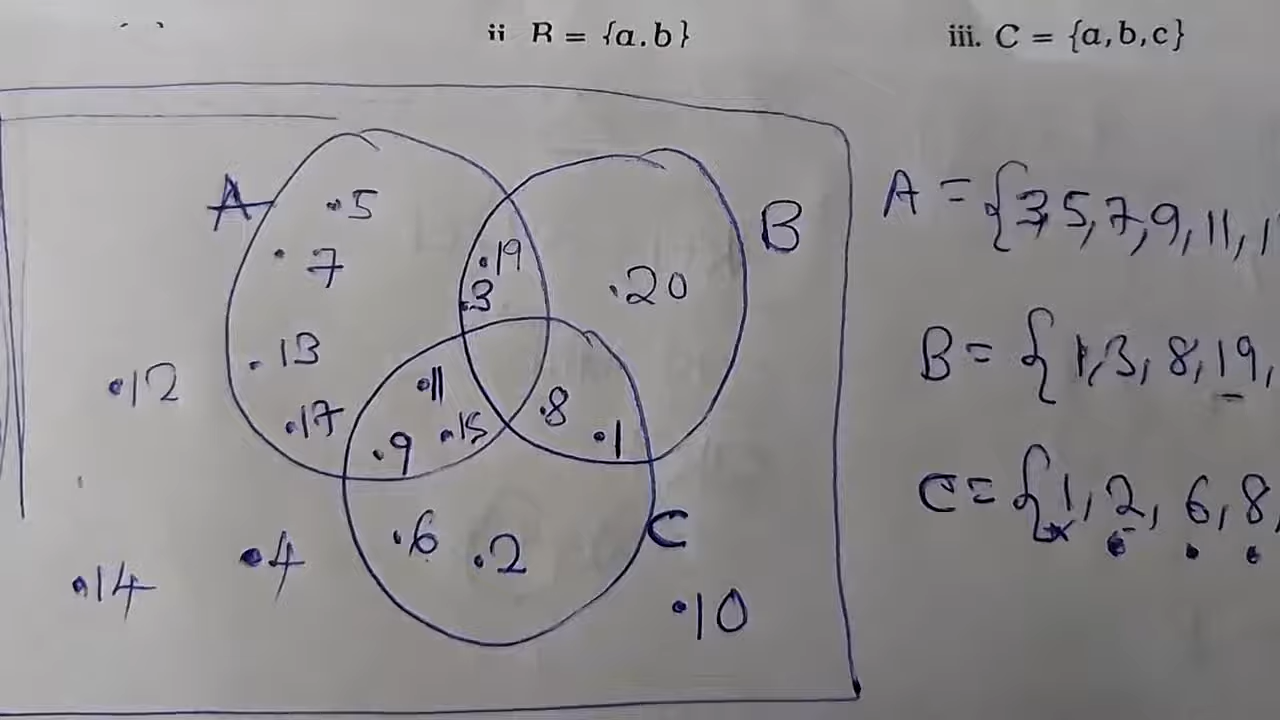 ii B = {a.b}
iii. C = {a,b,c}
A
.5
.7
.13
.17
.19
.3
B
.20
.11
.9
.15
.8
.1
.6
.2
C
.12
.14
.4
.10
A = {3,5,7,9,11,1
B = {1,3,8,19,
C = {1,2,6,8,